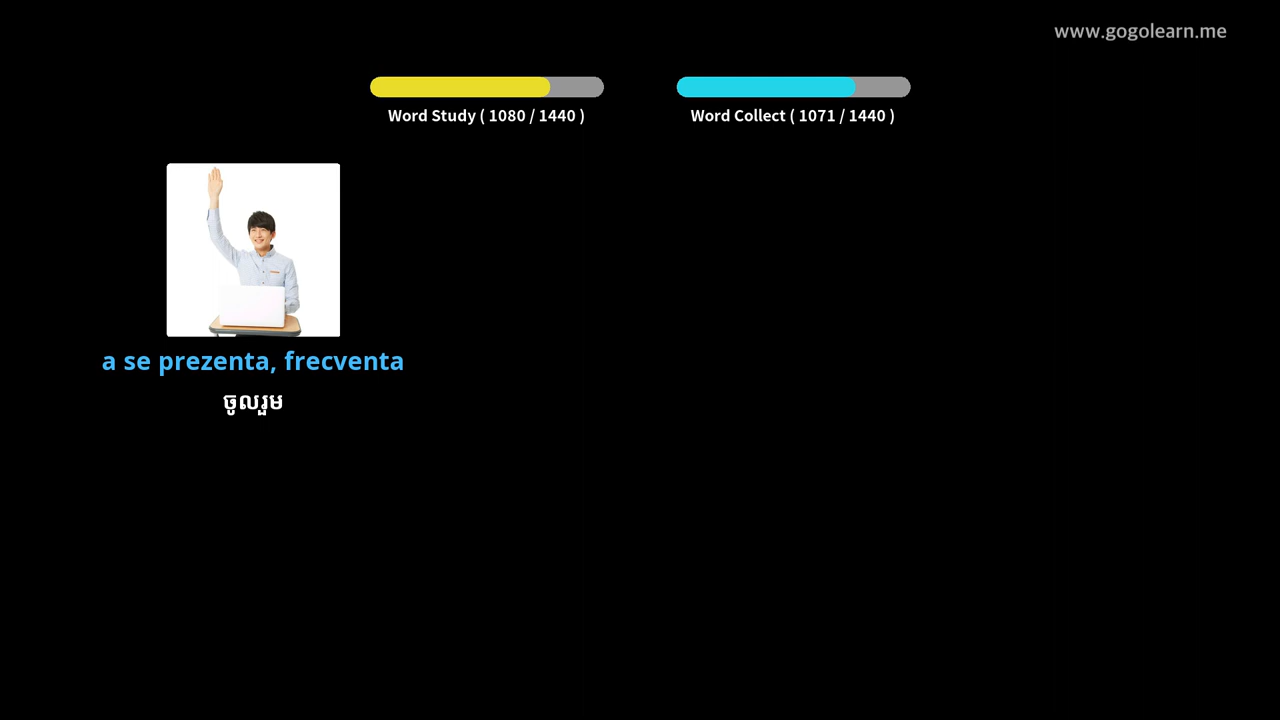 www.gogolearn.me
Word Study ( 1080 / 1440 )
Word Collect ( 1071 / 1440 )
a se prezenta, frecventa
ចូលរួម